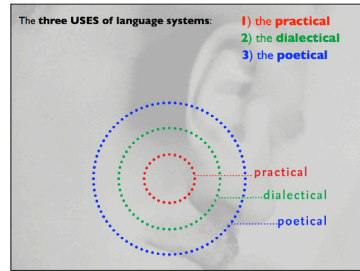 The three USES of language systems: 1) the practical
2) the dialectical
3) the poetical
practical
dialectical
poetical